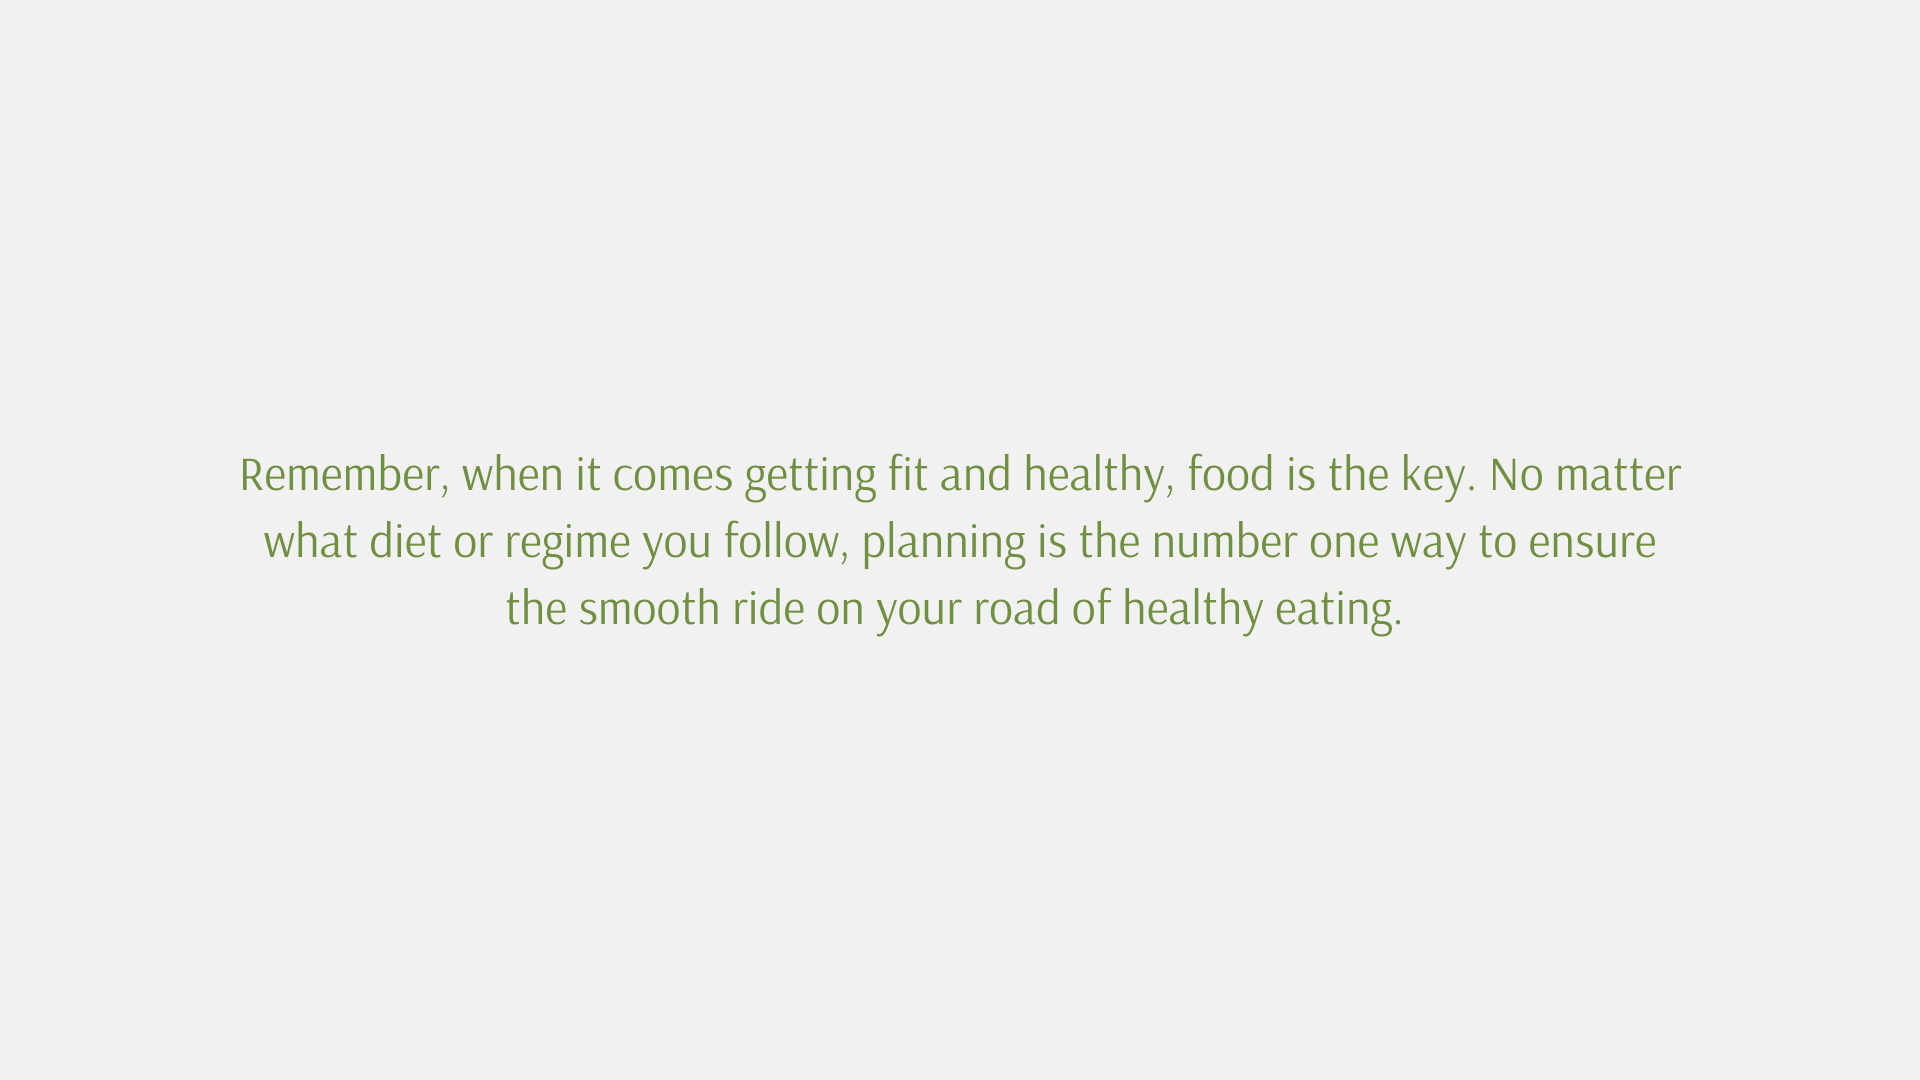 Remember, when it comes getting fit and healthy, food is the key. No matter
what diet or regime you follow, planning is the number one way to ensure
the smooth ride on your road of healthy eating.